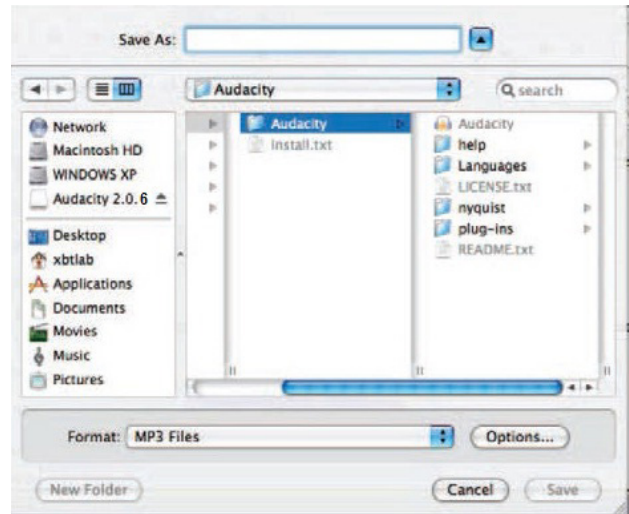 Save As:
Audacity
search
Network
Macintosh HD
WINDOWS XP
Audacity 2.0.6
Desktop
xbtlab
Applications
Documents
Movies
Music
Pictures
Audacity
Install.txt
Audacity
help
Languages
LICENSE.txt
nyquist
plug-ins
README.txt
Format: MP3 Files
Options...
New Folder
Cancel
Save